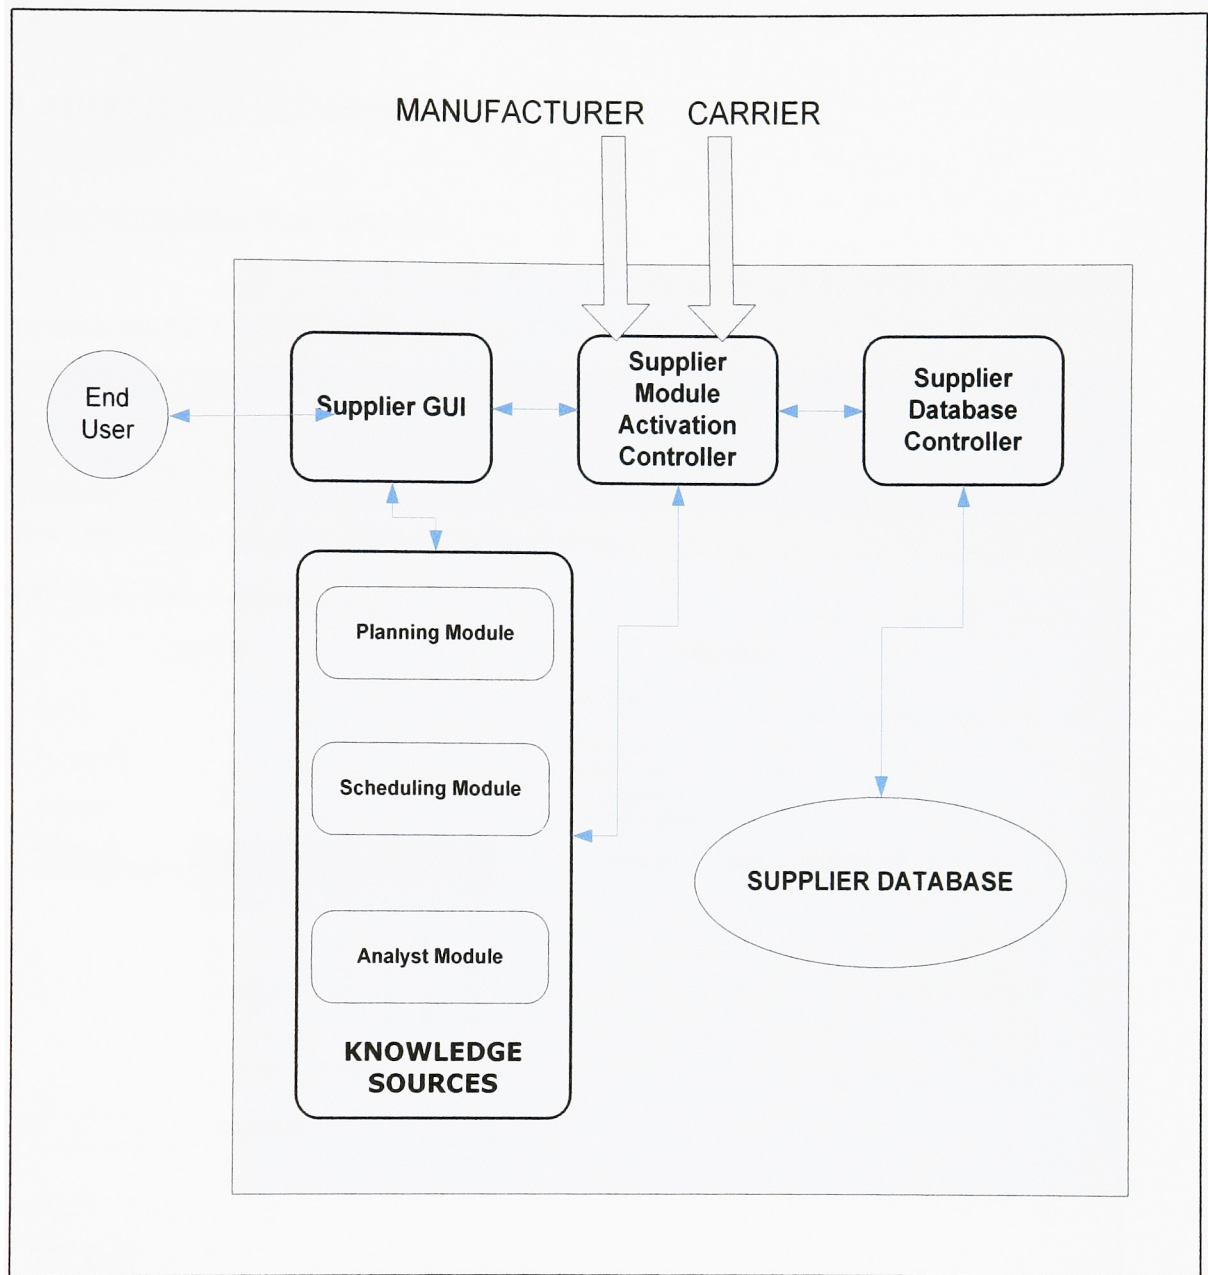 MANUFACTURER CARRIER
End
User
Supplier GUI
Supplier
Module
Activation
Controller
Supplier
Database
Controller
Planning Module
Scheduling Module
Analyst Module
KNOWLEDGE
SOURCES
SUPPLIER DATABASE